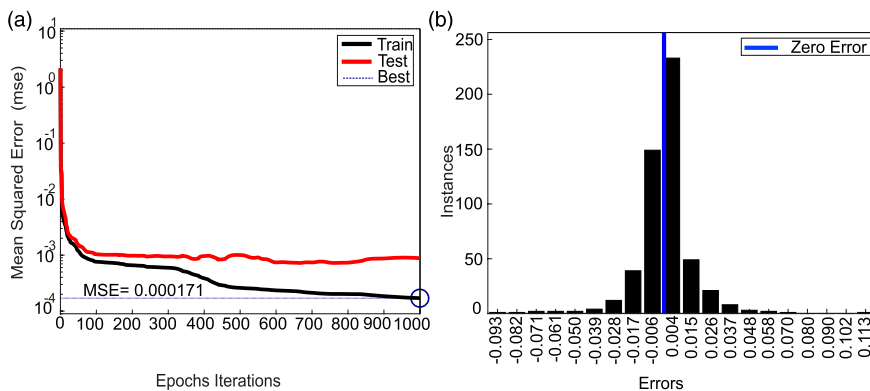 (a)
Mean Squared Error (mse)
10^0
10^-1
10^-2
10^-3
10^-4
Train
Test
Best
MSE= 0.000171
0 100 200 300 400 500 600 700 800 900 1000
Epochs Iterations
(b)
Instances
250
200
150
100
50
0
Zero Error
-0.093 -0.082 -0.071 -0.061 -0.050 -0.039 -0.028 -0.017 -0.006 0.004 0.015 0.026 0.037 0.048 0.058 0.070 0.080 0.090 0.102 0.113
Errors